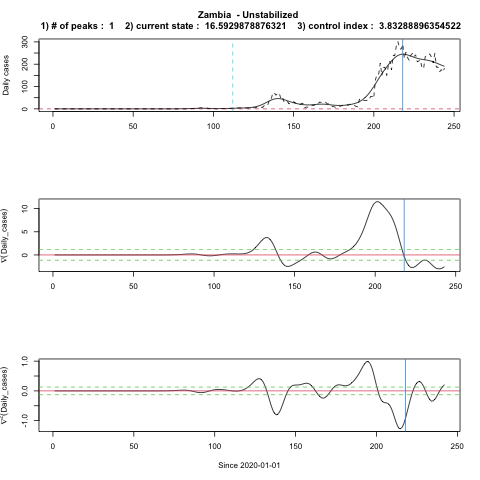 Zambia - Unstabilized
1) # of peaks : 1 2) current state : 16.5929878876321 3) control index : 3.83288896354522
Daily cases
300
200
100
0
0 50 100 150 200 250
∇(Daily_cases)
10
5
0
0 50 100 150 200 250
∇²(Daily_cases)
1.0
0.0
-1.0
0 50 100 150 200 250
Since 2020-01-01